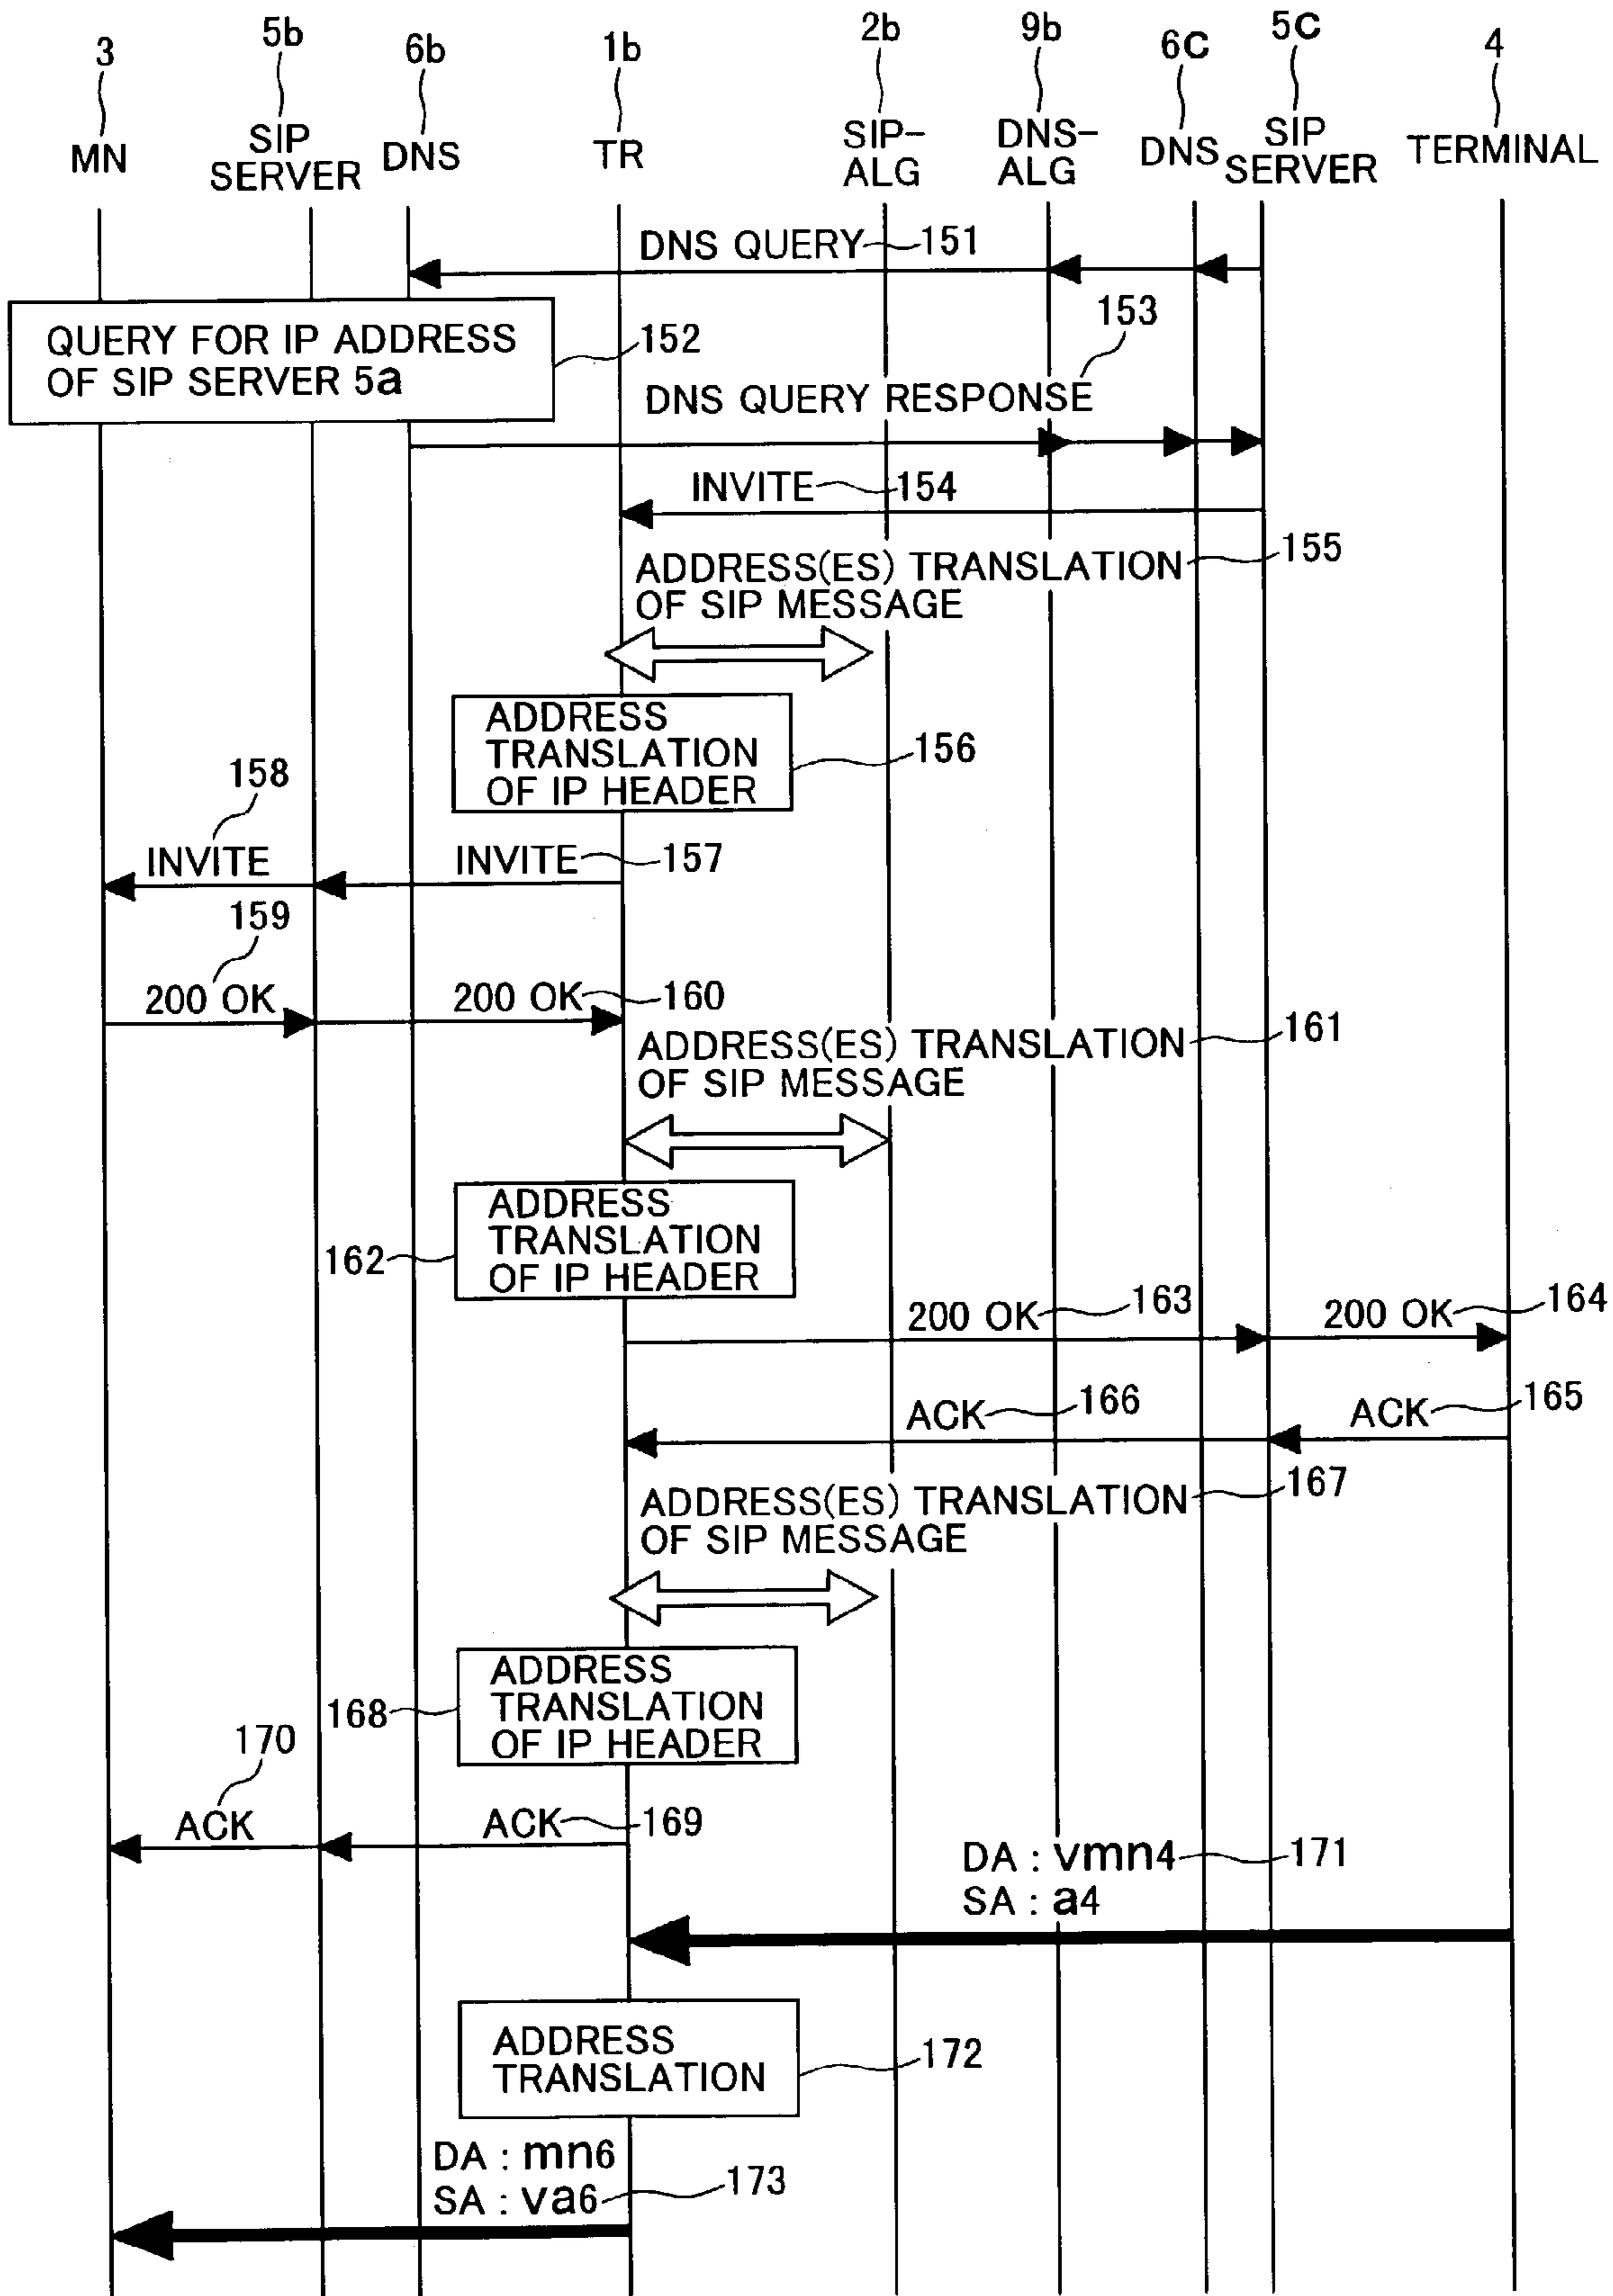 3
5b
6b
1b
2b
9b
6c
5c
4
MN
SIP
SERVER
DNS
TR
SIP-
ALG
DNS-
ALG
DNS
SIP
SERVER
TERMINAL
DNS QUERY 151
QUERY FOR IP ADDRESS
OF SIP SERVER 5a
152
153
DNS QUERY RESPONSE
INVITE 154
ADDRESS(ES) TRANSLATION
OF SIP MESSAGE
155
ADDRESS
TRANSLATION
OF IP HEADER
156
158
INVITE
INVITE 157
159
200 OK
200 OK 160
ADDRESS(ES) TRANSLATION
OF SIP MESSAGE
161
ADDRESS
TRANSLATION
OF IP HEADER
162
200 OK 163
200 OK 164
ACK 166
ACK 165
ADDRESS(ES) TRANSLATION
OF SIP MESSAGE
167
ADDRESS
TRANSLATION
OF IP HEADER
168
170
ACK
ACK 169
DA : vmn4 171
SA : a4
ADDRESS
TRANSLATION
172
DA : mn6
SA : va6 173